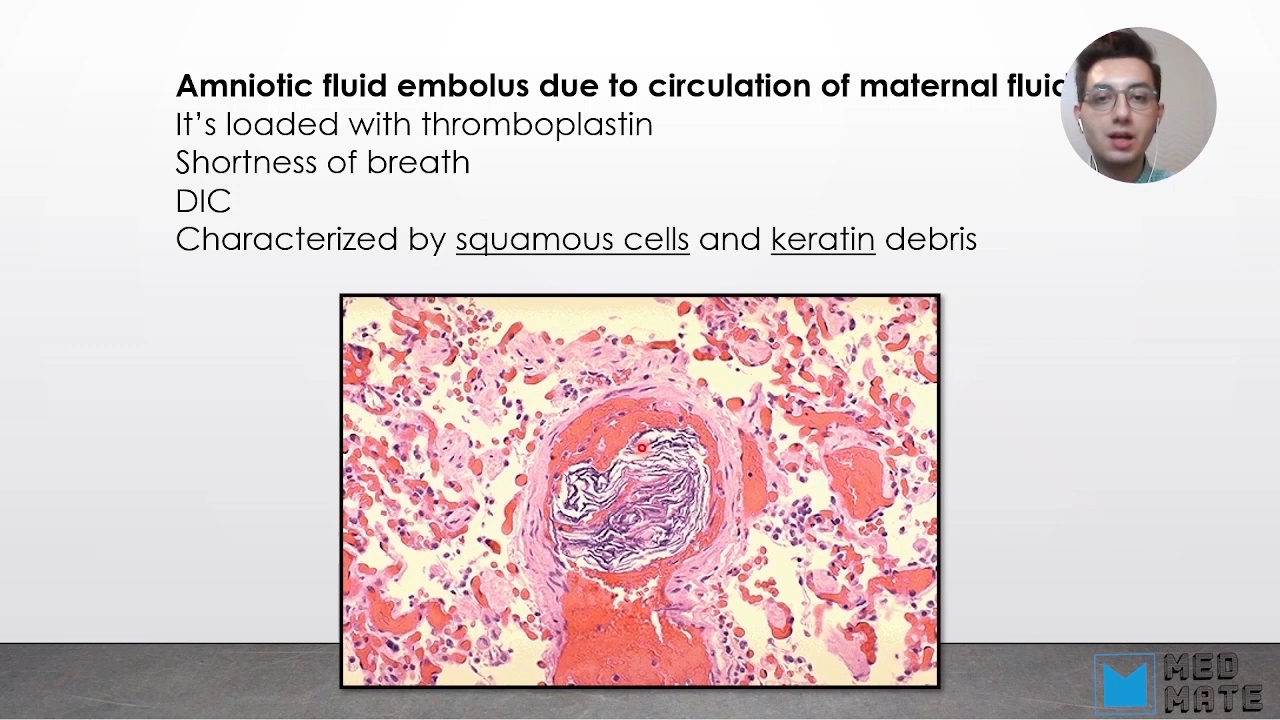 Amniotic fluid embolus due to circulation of maternal fluid
It’s loaded with thromboplastin
Shortness of breath
DIC
Characterized by squamous cells and keratin debris
MED
MATE